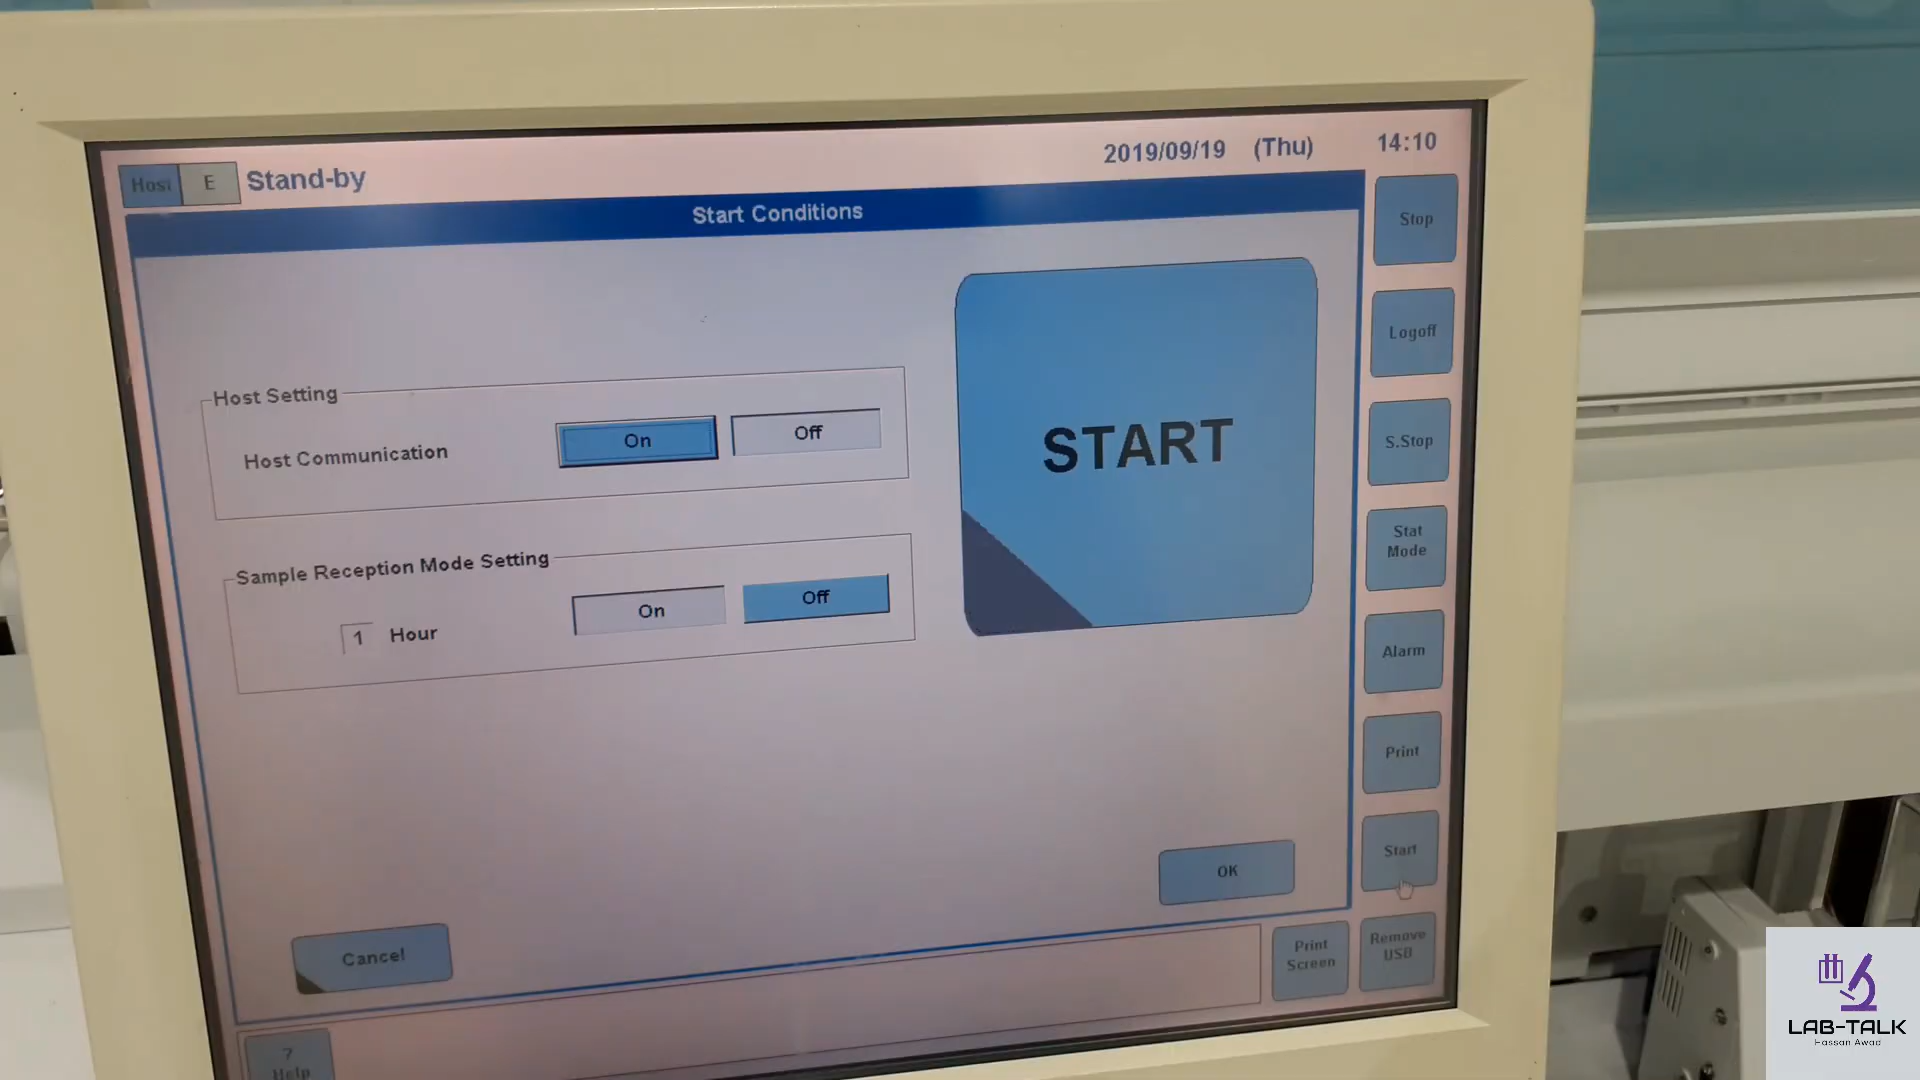 Host E Stand-by 2019/09/19 (Thu) 14:10
Start Conditions
Stop
Logoff
Host Setting
Host Communication On Off
START
S.Stop
Stat
Mode
Sample Reception Mode Setting
1 Hour On Off
Alarm
Print
Start
OK
Cancel
Print
Screen
Remove
USB
?
Help
LAB-TALK
Hassan Awad